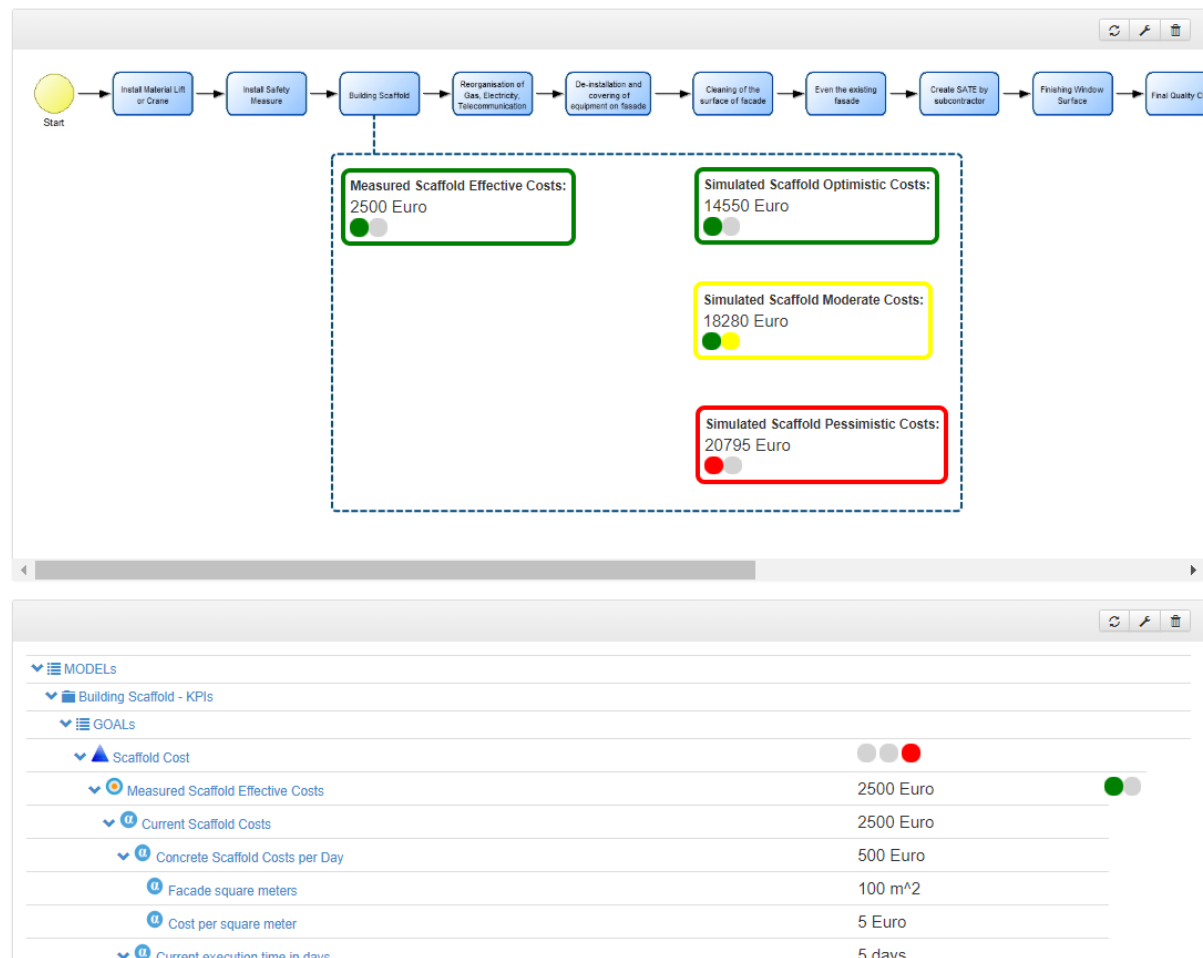 Install Material Lift
or Crane
Install Safety
Measure
Building Scaffold
Reorganisation of
Gas, Electricity,
Telecommunication
De-installation and
covering of
equipment on fasade
Cleaning of the
surface of facade
Even the existing
fasade
Create SATE by
subcontractor
Finishing Window
Surface
Final Quality C
Start
Measured Scaffold Effective Costs:
2500 Euro
Simulated Scaffold Optimistic Costs:
14550 Euro
Simulated Scaffold Moderate Costs:
18280 Euro
Simulated Scaffold Pessimistic Costs:
20795 Euro
MODELs
Building Scaffold - KPIs
GOALs
Scaffold Cost
Measured Scaffold Effective Costs 2500 Euro
Current Scaffold Costs 2500 Euro
Concrete Scaffold Costs per Day 500 Euro
Facade square meters 100 m^2
Cost per square meter 5 Euro
Current execution time in days 5 days